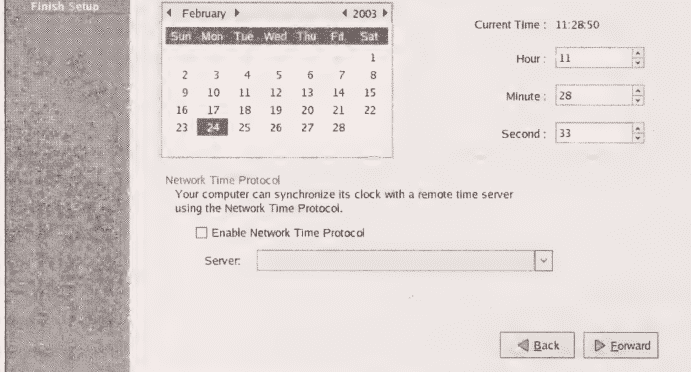 Finish Setup
February 2003
Sun Mon Tue Wed Thu Fri Sat
1
2 3 4 5 6 7 8
9 10 11 12 13 14 15
16 17 18 19 20 21 22
23 24 25 26 27 28
Current Time : 11:28:50
Hour : 11
Minute : 28
Second : 33
Network Time Protocol
Your computer can synchronize its clock with a remote time server
using the Network Time Protocol.
Enable Network Time Protocol
Server:
Back Forward